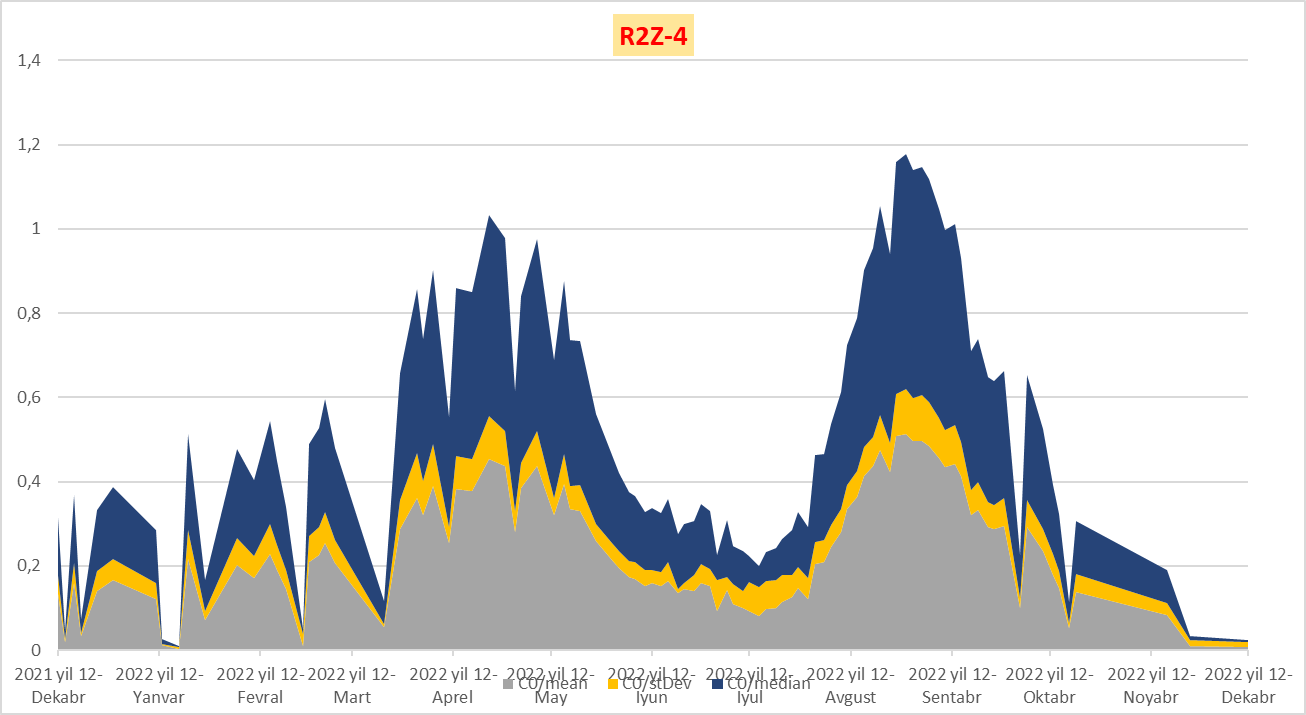 R2Z-4
1,4
1,2
1
0,8
0,6
0,4
0,2
0
2021 yil 12-
Dekabr
2022 yil 12-
Yanvar
2022 yil 12-
Fevral
2022 yil 12-
Mart
2022 yil 12-
Aprel
2022 yil 12-
May
2022 yil 12-
Iyun
2022 yil 12-
Iyul
2022 yil 12-
Avgust
2022 yil 12-
Sentabr
2022 yil 12-
Oktabr
2022 yil 12-
Noyabr
2022 yil 12-
Dekabr
C0/mean
C0/stDev
C0/median